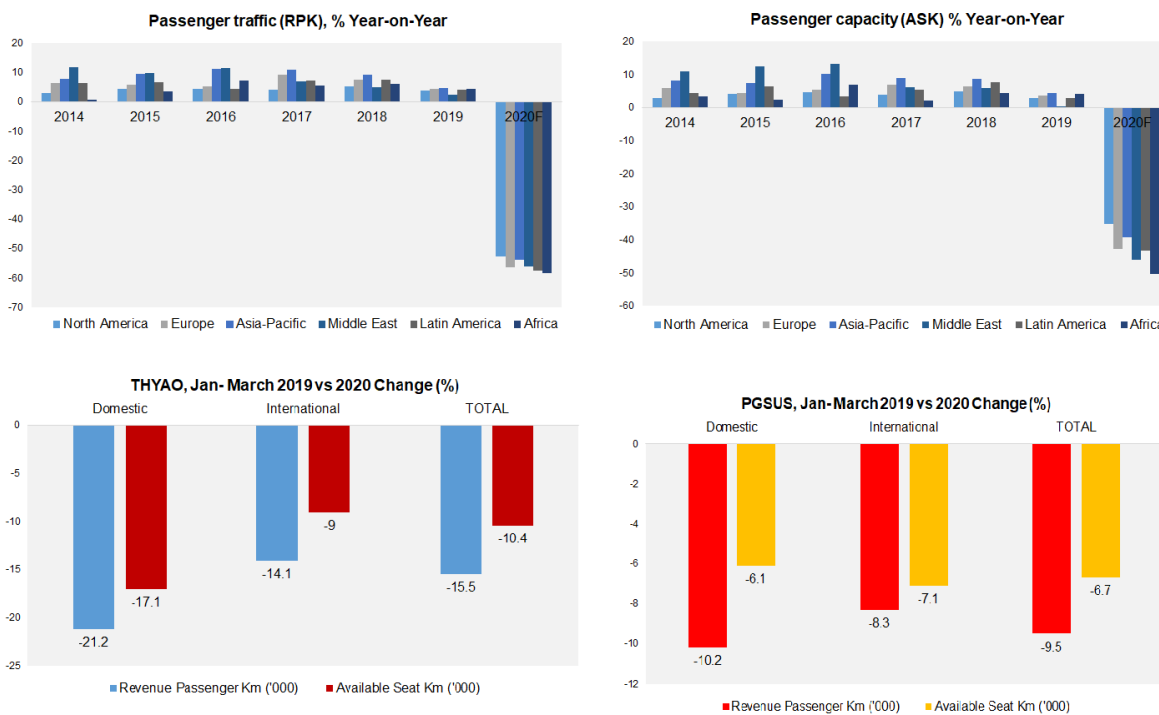 Passenger traffic (RPK), % Year-on-Year
20
10
0
-10
-20
-30
-40
-50
-60
-70
2014 2015 2016 2017 2018 2019 2020F
North America Europe Asia-Pacific Middle East Latin America Africa
Passenger capacity (ASK) % Year-on-Year
20
10
0
-10
-20
-30
-40
-50
-60
2014 2015 2016 2017 2018 2019 2020F
North America Europe Asia-Pacific Middle East Latin America Africa
THYAO, Jan- March 2019 vs 2020 Change (%)
Domestic International TOTAL
0
-5
-10
-15
-20
-25
-21.2 -17.1 -14.1 -9 -15.5 -10.4
Revenue Passenger Km ('000) Available Seat Km ('000)
PGSUS, Jan- March 2019 vs 2020 Change (%)
Domestic International TOTAL
0
-2
-4
-6
-8
-10
-12
-10.2 -6.1 -8.3 -7.1 -9.5 -6.7
Revenue Passenger Km ('000) Available Seat Km ('000)